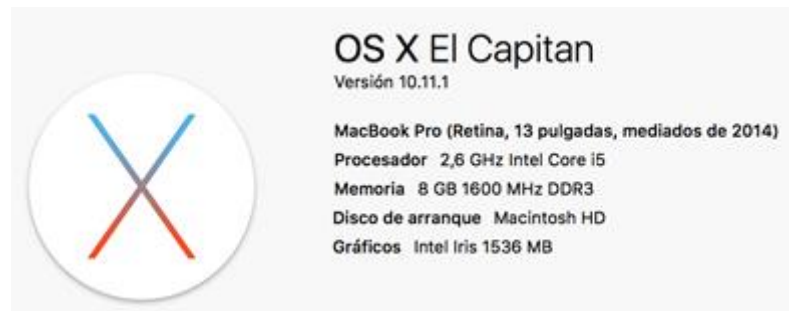 OS X El Capitan
Versión 10.11.1
MacBook Pro (Retina, 13 pulgadas, mediados de 2014)
Procesador 2,6 GHz Intel Core i5
Memoria 8 GB 1600 MHz DDR3
Disco de arranque Macintosh HD
Gráficos Intel Iris 1536 MB